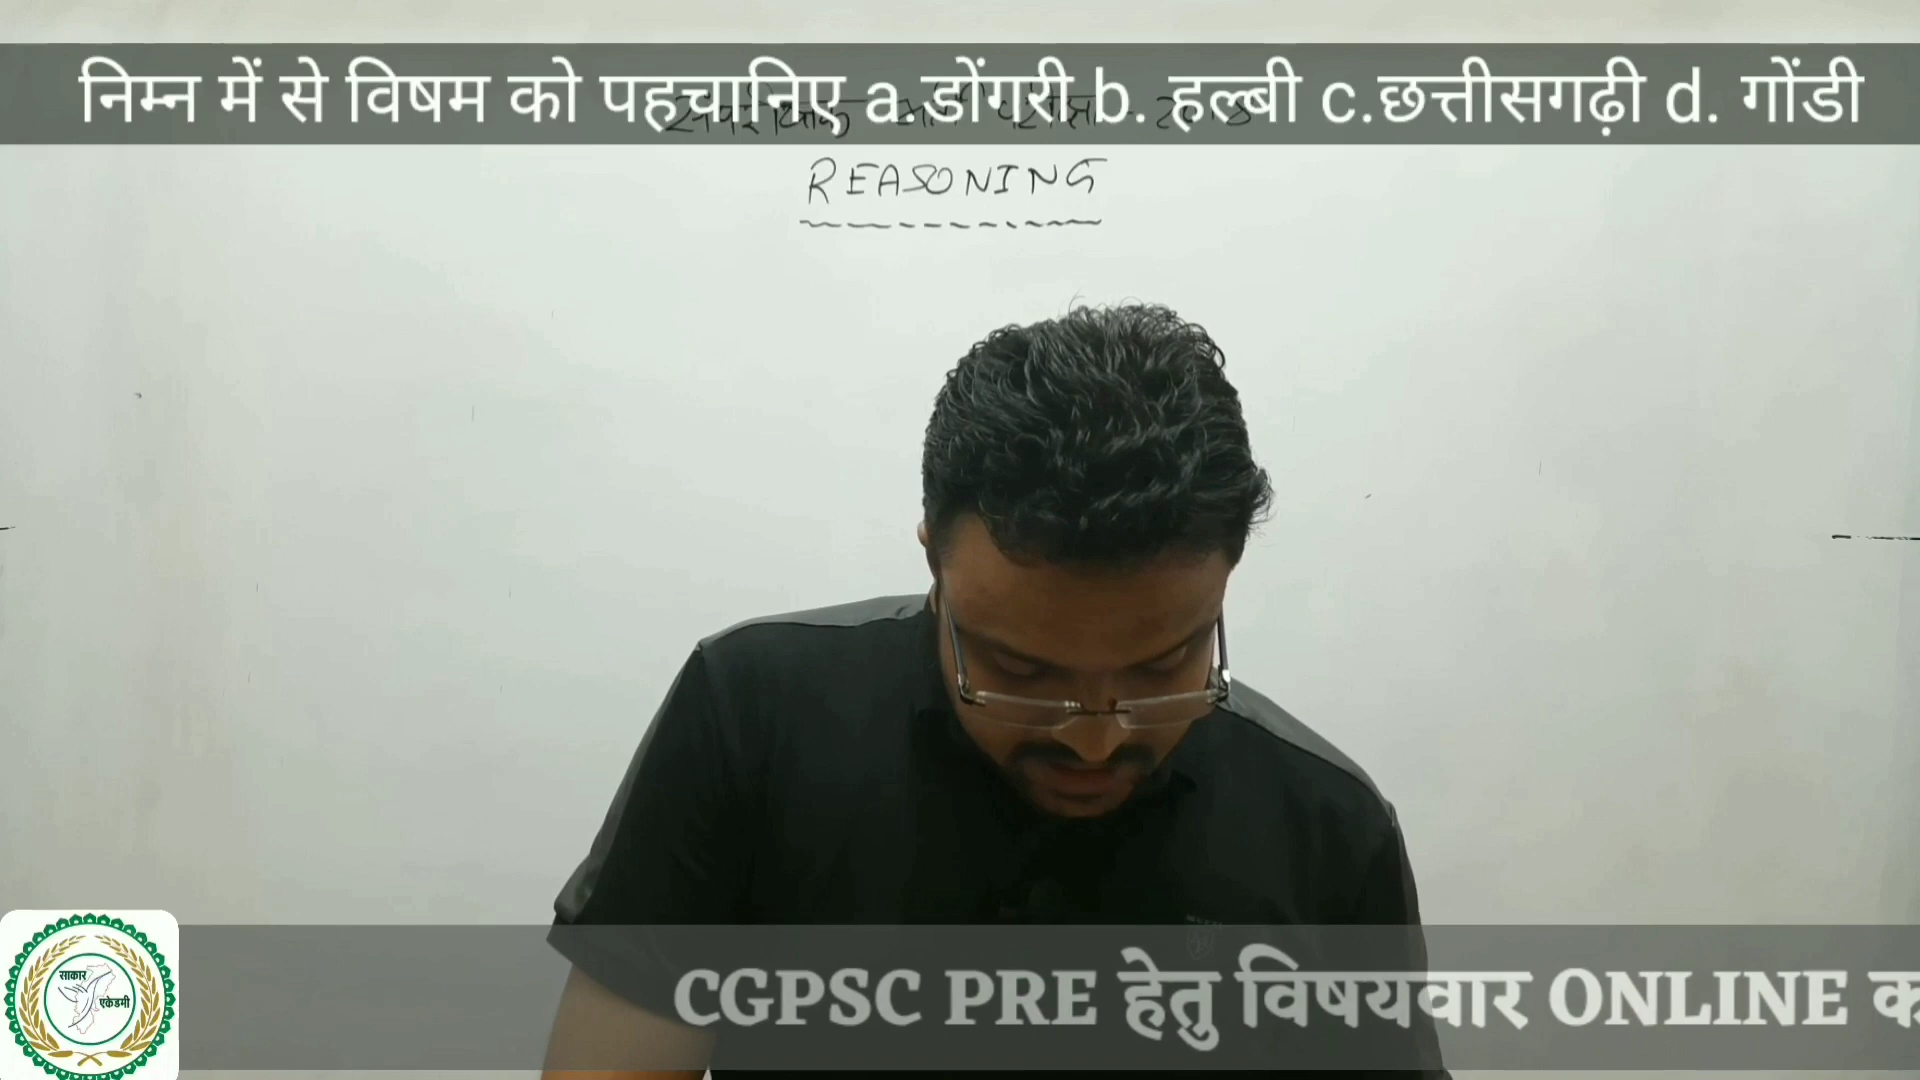 निम्न में से विषम को पहचानिए a.डोंगरी b. हल्बी c.छत्तीसगढ़ी d. गोंडी
REASONING
साकार
एकेडमी
CGPSC PRE हेतु विषयवार ONLINE क